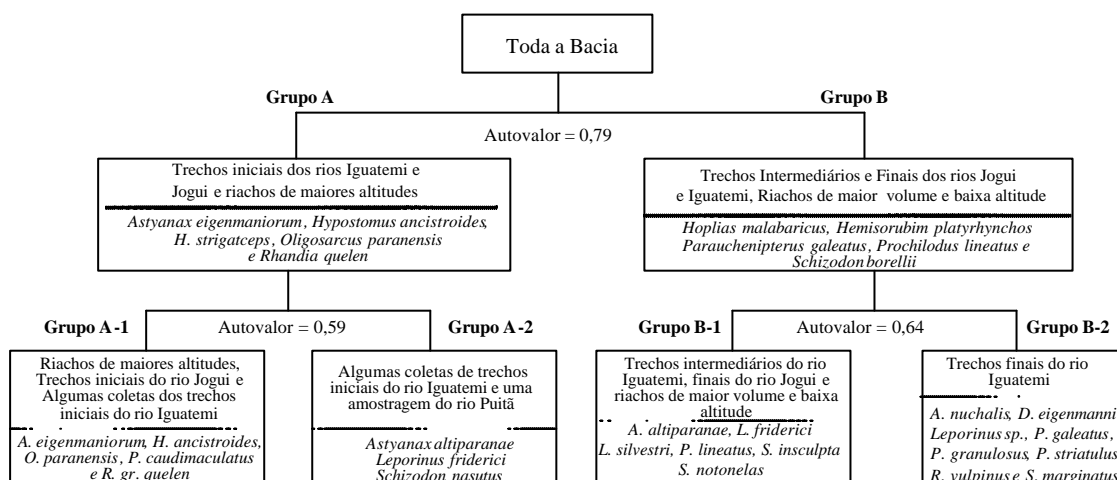 Toda a Bacia
Grupo A
Grupo B
Autovalor = 0,79
Trechos iniciais dos rios Iguatemi e
Jogui e riachos de maiores altitudes
Astyanax eigenmaniorum, Hypostomus ancistroides,
H. strigatceps, Oligosarcus paranensis
e Rhandia quelen
Trechos Intermediários e Finais dos rios Jogui
e Iguatemi, Riachos de maior volume e baixa
altitude
Hoplias malabaricus, Hemisorubim platyrhynchos
Parauchenipterus galeatus, Prochilodus lineatus e
Schizodon borellii
Grupo A-1
Autovalor = 0,59
Grupo A-2
Grupo B-1
Autovalor = 0,64
Grupo B-2
Riachos de maiores altitudes,
Trechos iniciais do rio Jogui e
Algumas coletas dos trechos
iniciais do rio Iguatemi
A. eigenmaniorum, H. ancistroides,
O. paranensis, P. caudimaculatus
e R. gr. quelen
Algumas coletas de trechos
iniciais do rio Iguatemi e uma
amostragem do rio Puitã
Astyanax altiparanae
Leporinus friderici
Schizodon nasutus
Trechos intermediários do rio
Iguatemi, finais do rio Jogui e
riachos de maior volume e baixa
altitude
A. altiparanae, L. friderici
L. silvestri, P. lineatus, S. insculpta
S. notonelas
Trechos finais do rio
Iguatemi
A. nuchalis, D. eigenmanni
Leporinus sp., P. galeatus,
P. granulosus, P. striatulus
R. vulpinus e S. marginatus